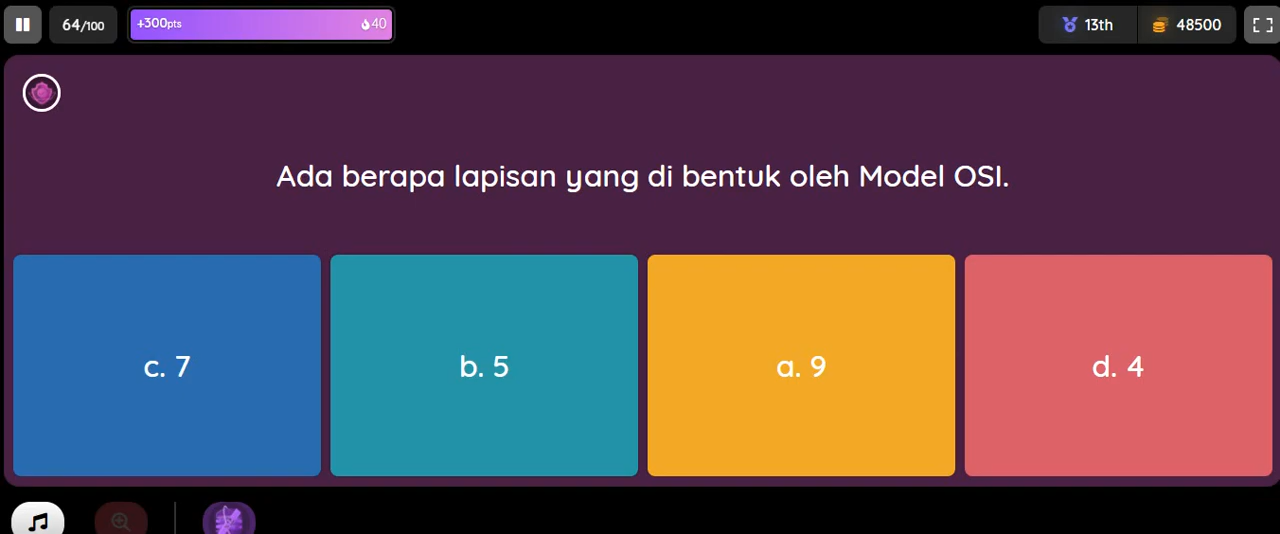 64/100
+300pts
40
13th
48500
Ada berapa lapisan yang di bentuk oleh Model OSI.
c. 7
b. 5
a. 9
d. 4